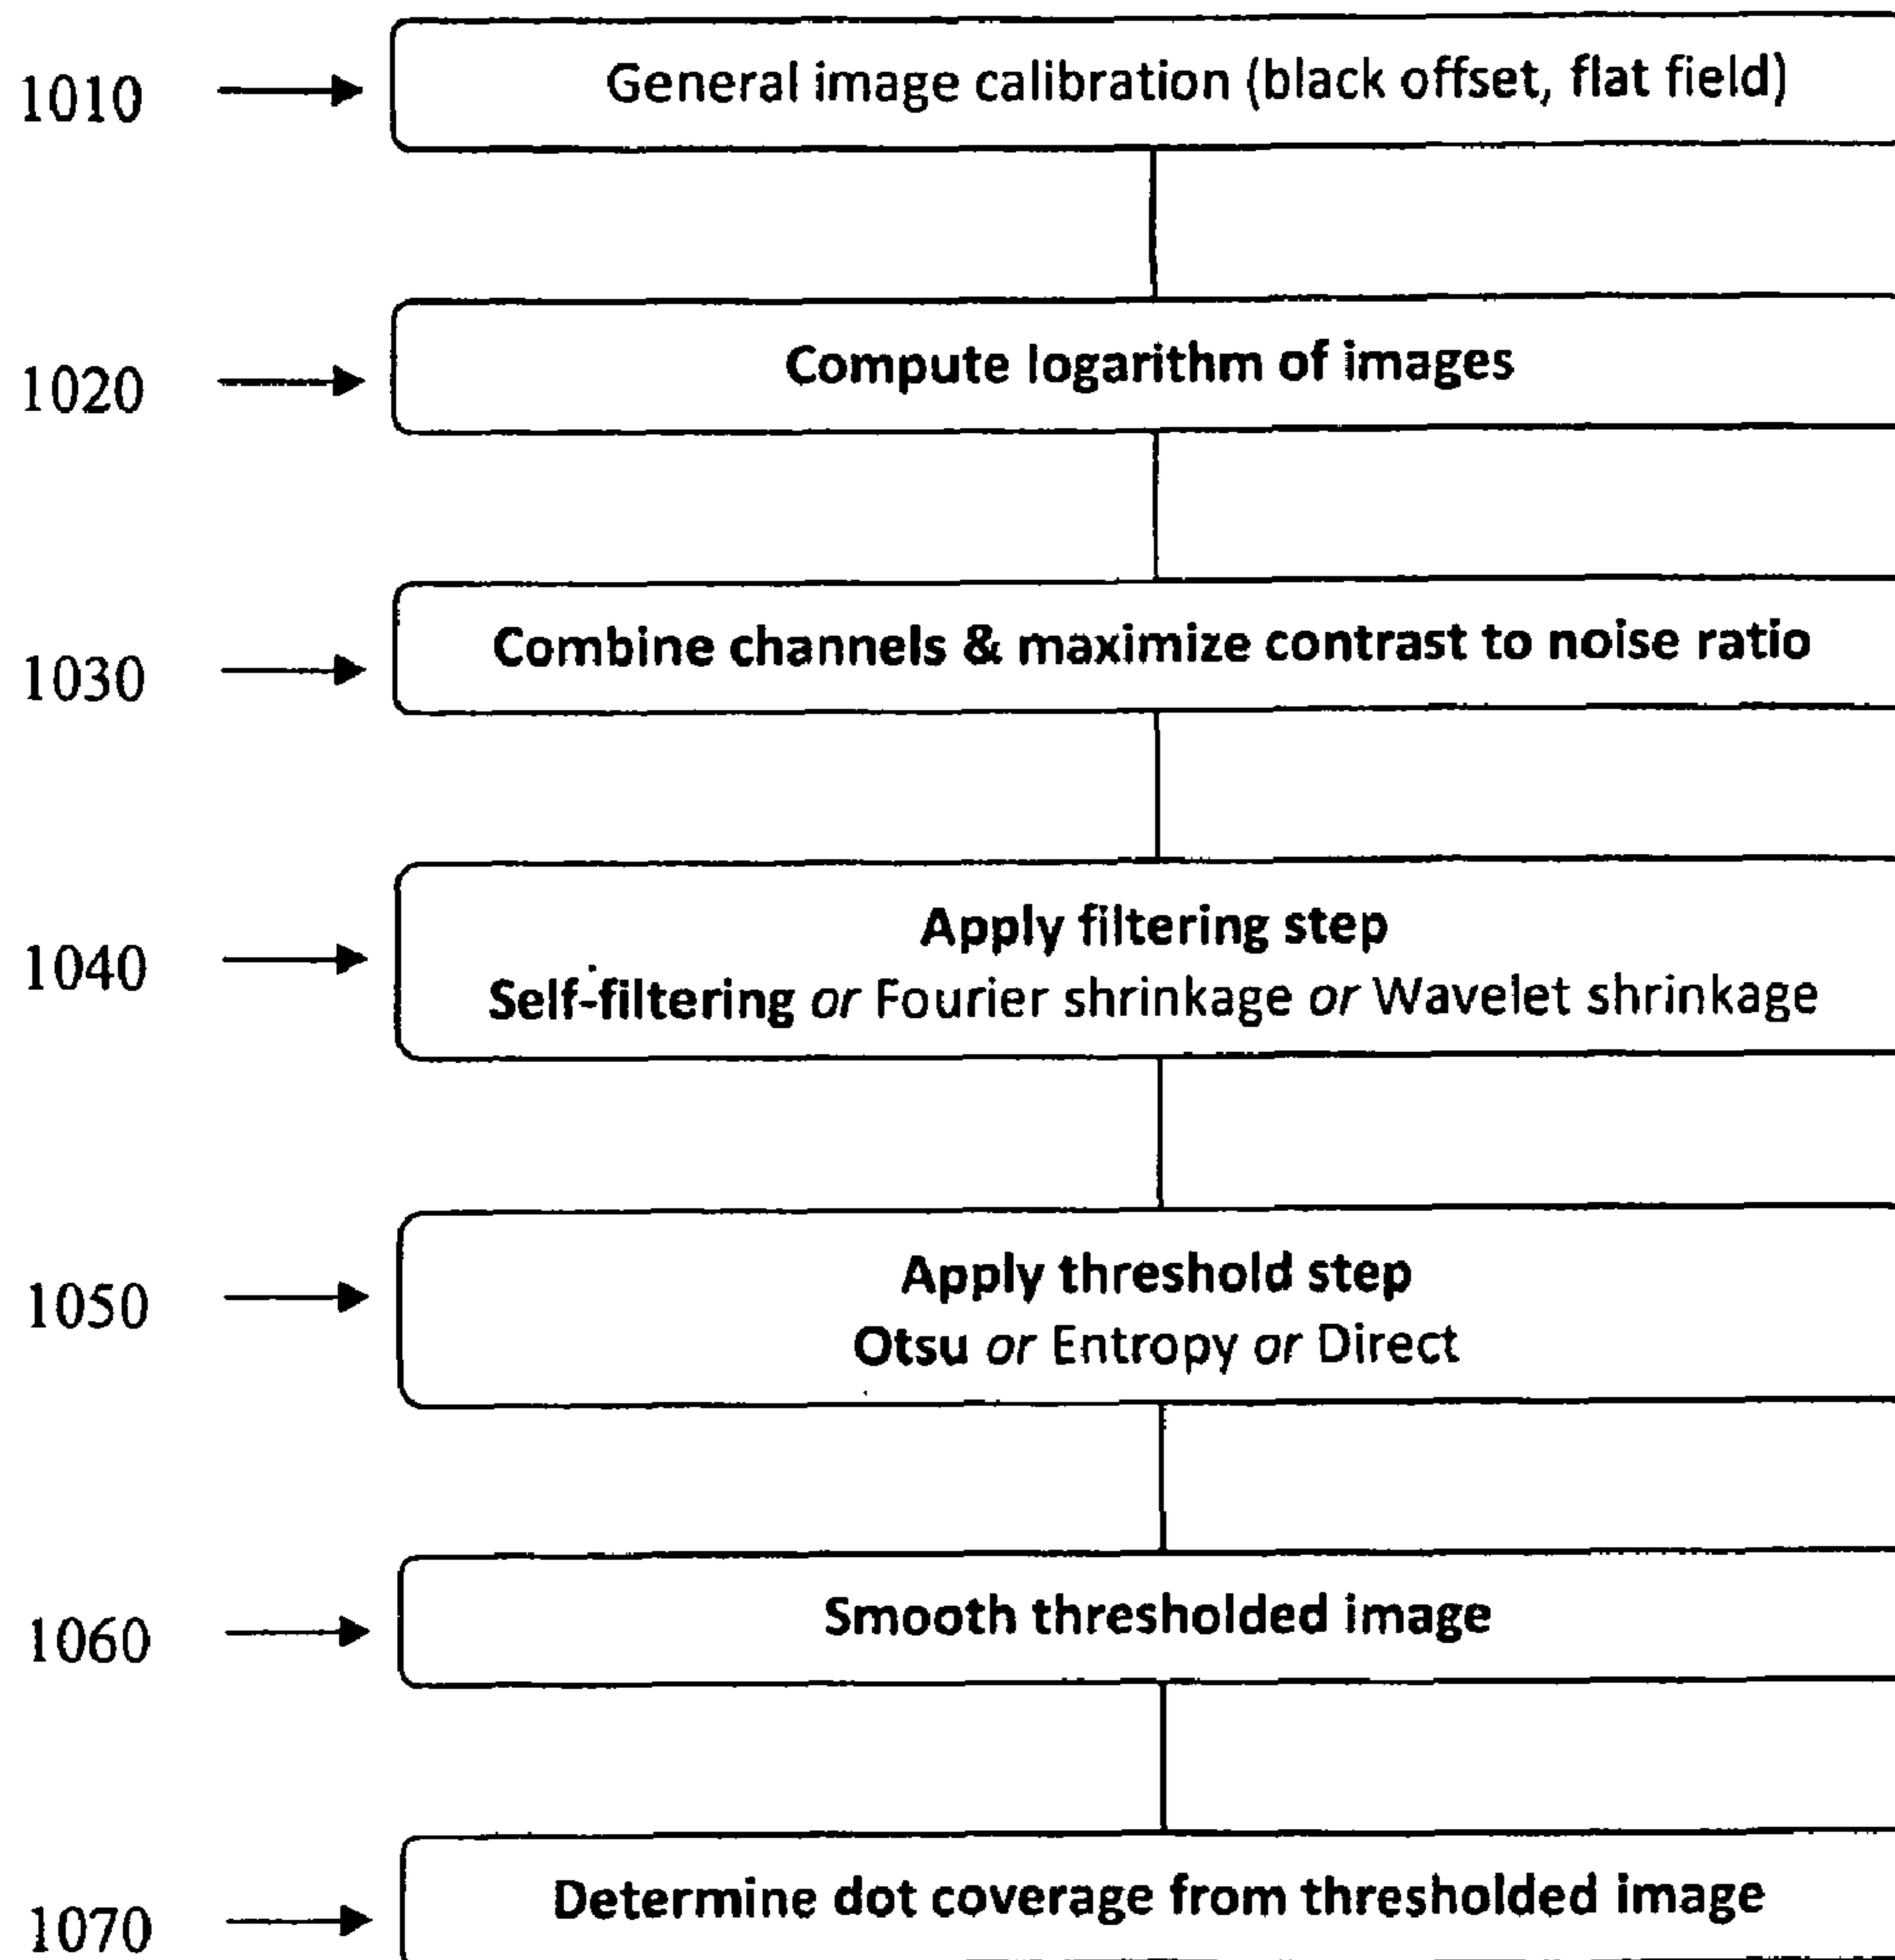 1010 General image calibration (black offset, flat field)
1020 Compute logarithm of images
1030 Combine channels & maximize contrast to noise ratio
1040 Apply filtering step
Self-filtering or Fourier shrinkage or Wavelet shrinkage
1050 Apply threshold step
Otsu or Entropy or Direct
1060 Smooth thresholded image
1070 Determine dot coverage from thresholded image